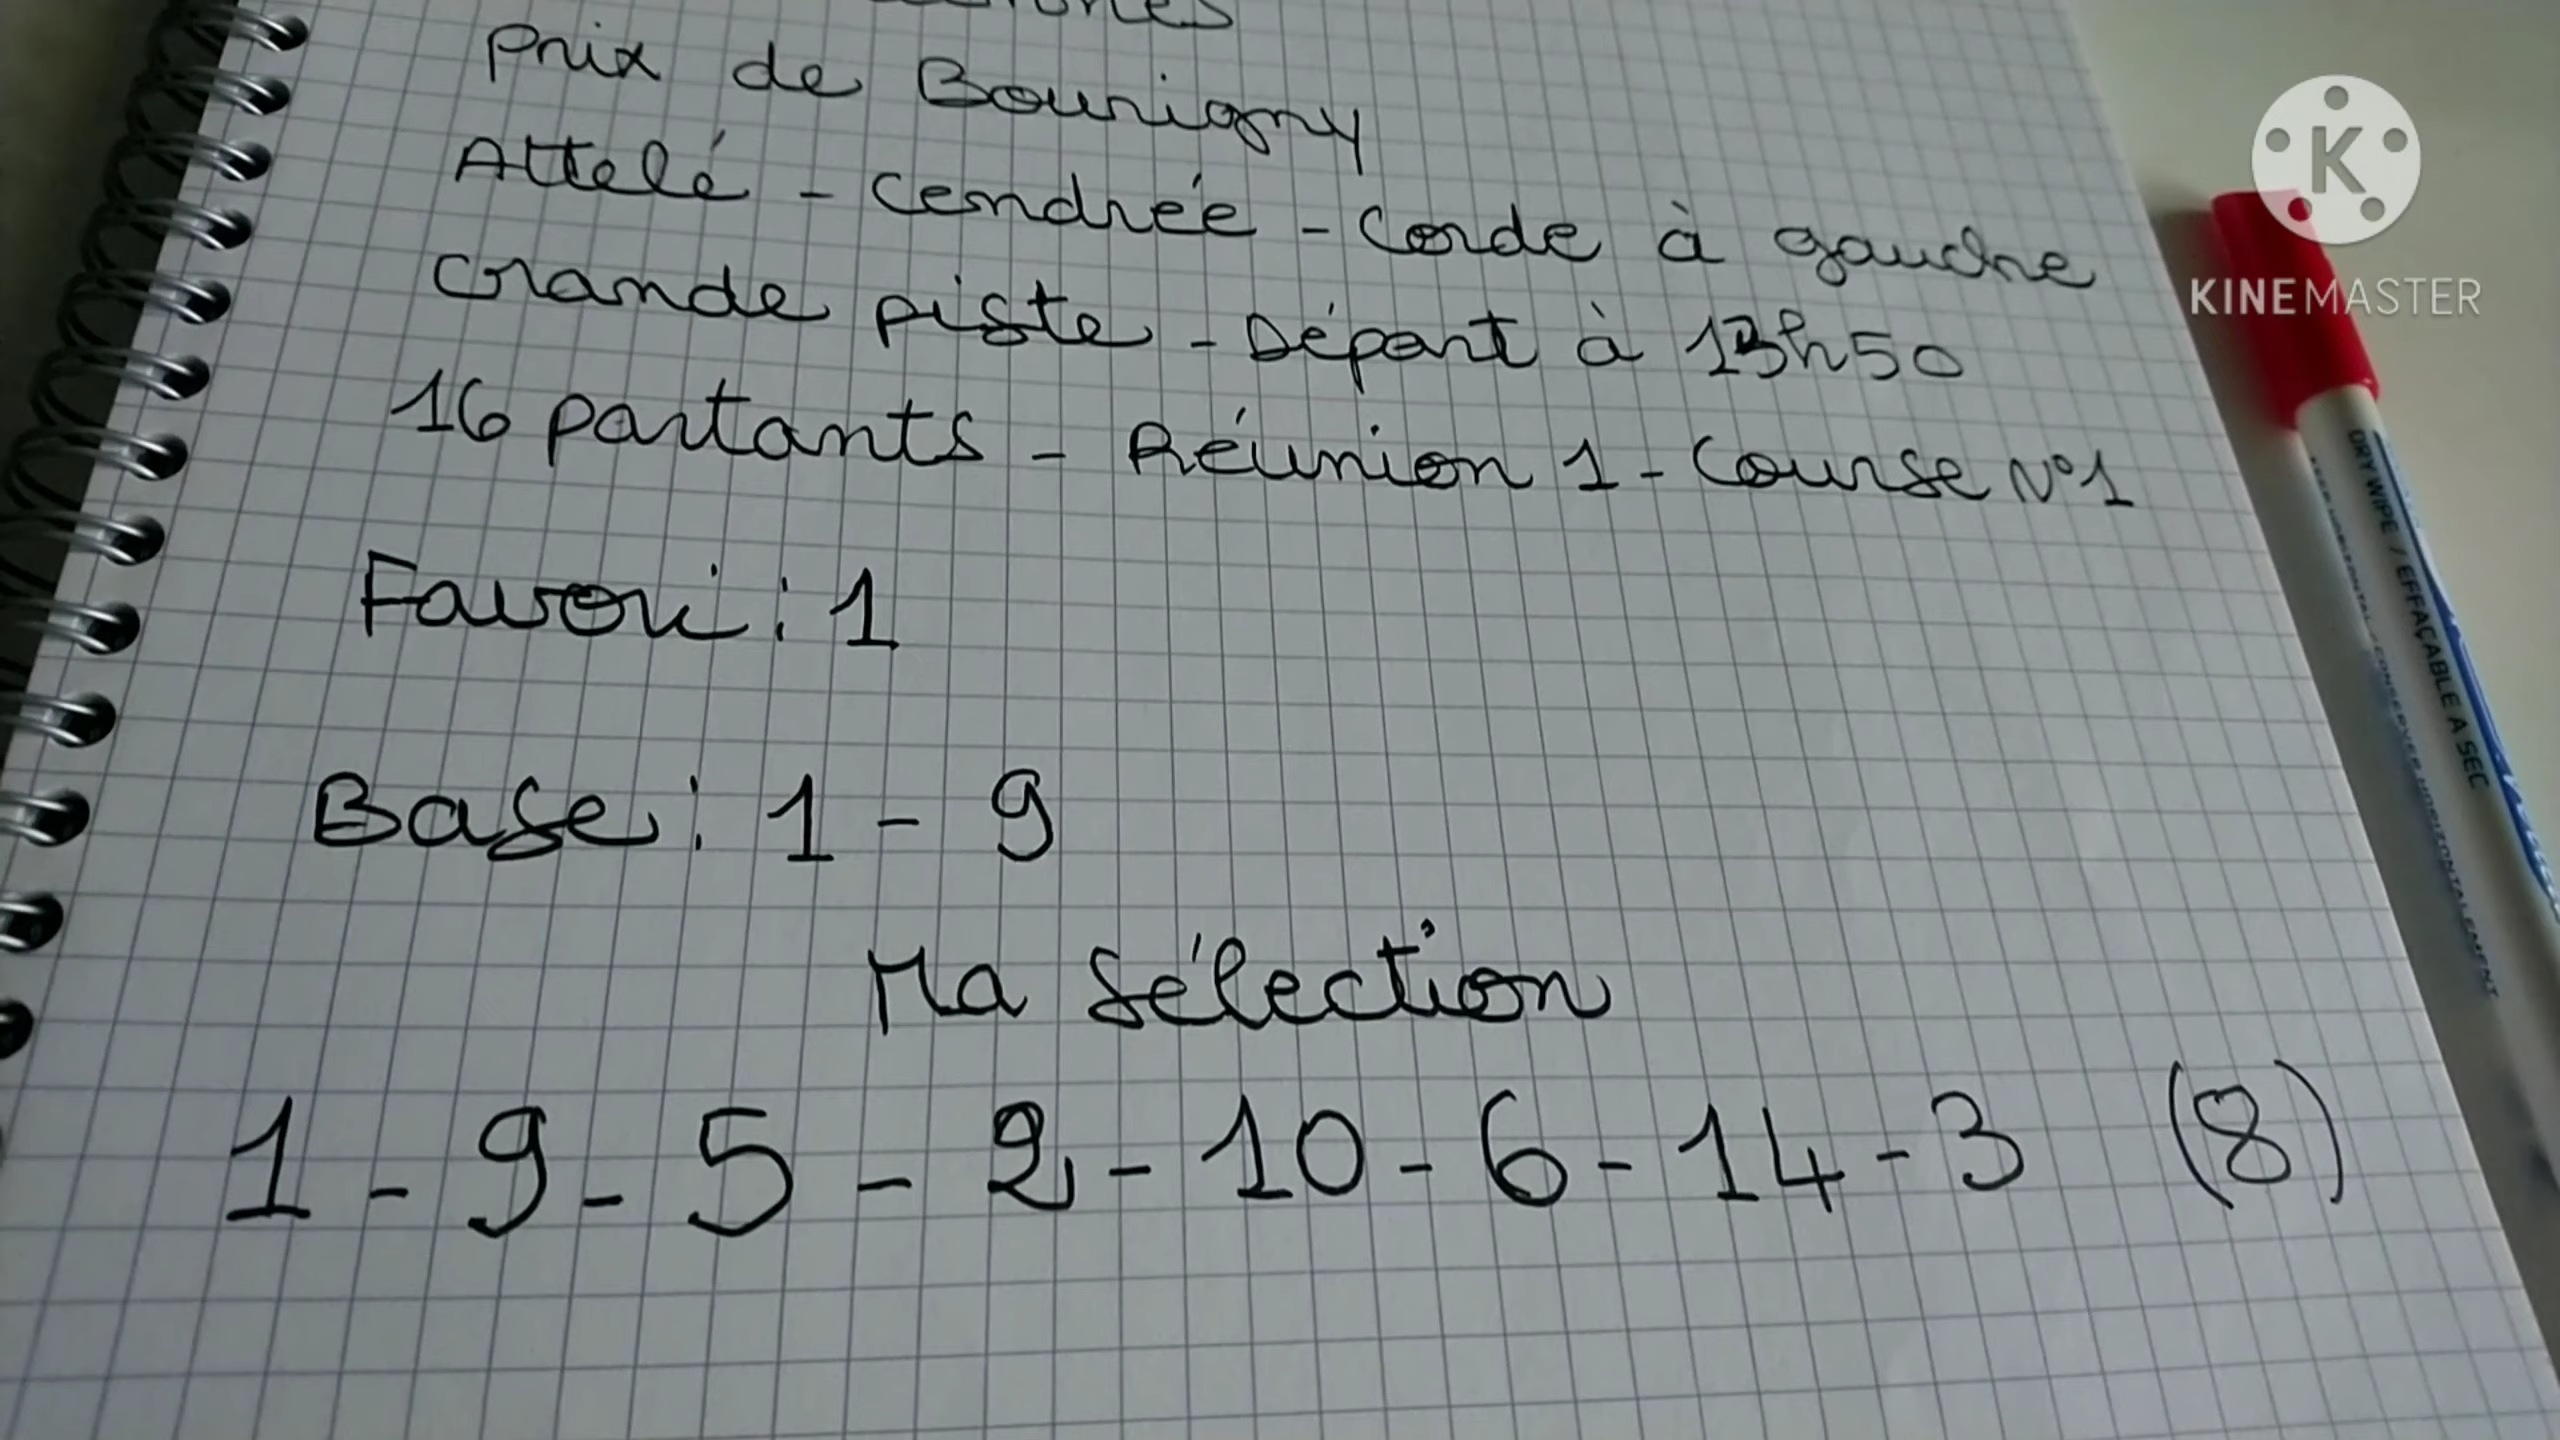 Prix de Bourigny
Attelé - Cendrée - Corde à gauche
Grande piste - Départ à 13h50
16 partants - Réunion 1 - Course N°1
Favori : 1
Base : 1 - 9
Ma sélection
1 - 9 - 5 - 2 - 10 - 6 - 14 - 3 (8)
KINEMASTER
DRY WIPE / EFFAÇABLE A SEC